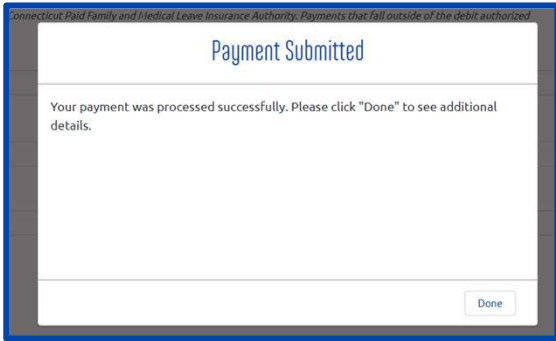 Connecticut Paid Family and Medical Leave Insurance Authority. Payments that fall outside of the debit authorized
Payment Submitted
Your payment was processed successfully. Please click "Done" to see additional
details.
Done